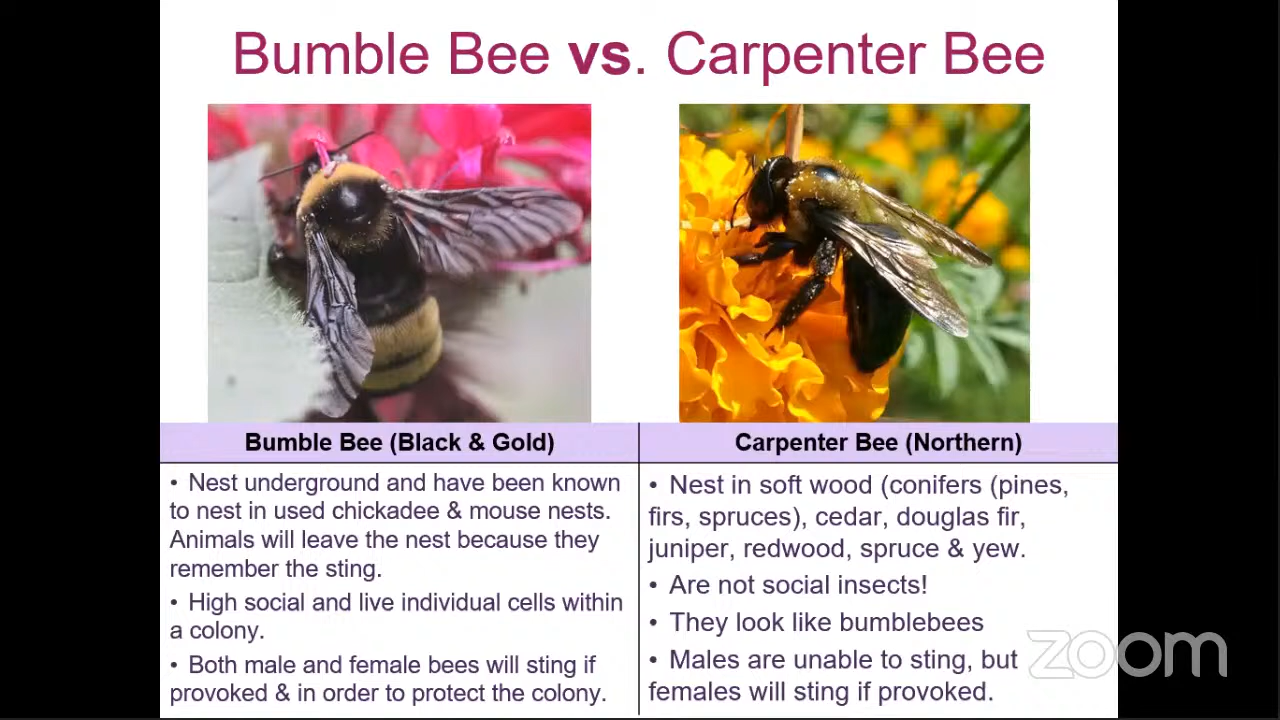 Bumble Bee vs. Carpenter Bee
Bumble Bee (Black & Gold)
• Nest underground and have been known
to nest in used chickadee & mouse nests.
Animals will leave the nest because they
remember the sting.
• High social and live individual cells within
a colony.
• Both male and female bees will sting if
provoked & in order to protect the colony.
Carpenter Bee (Northern)
• Nest in soft wood (conifers (pines,
firs, spruces), cedar, douglas fir,
juniper, redwood, spruce & yew.
• Are not social insects!
• They look like bumblebees
• Males are unable to sting, but
females will sting if provoked.
zoom